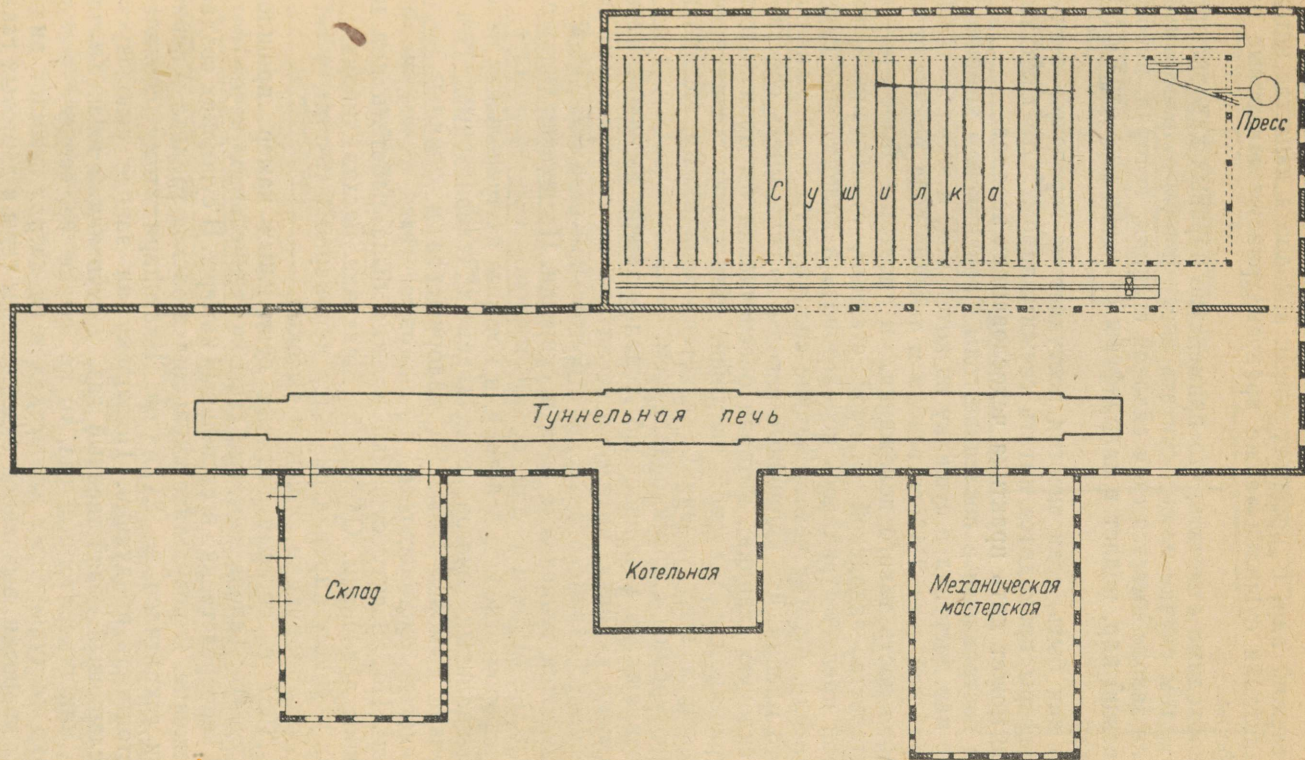 Пресс
Сушилка
Туннельная печь
Склад
Котельная
Механическая
мастерская